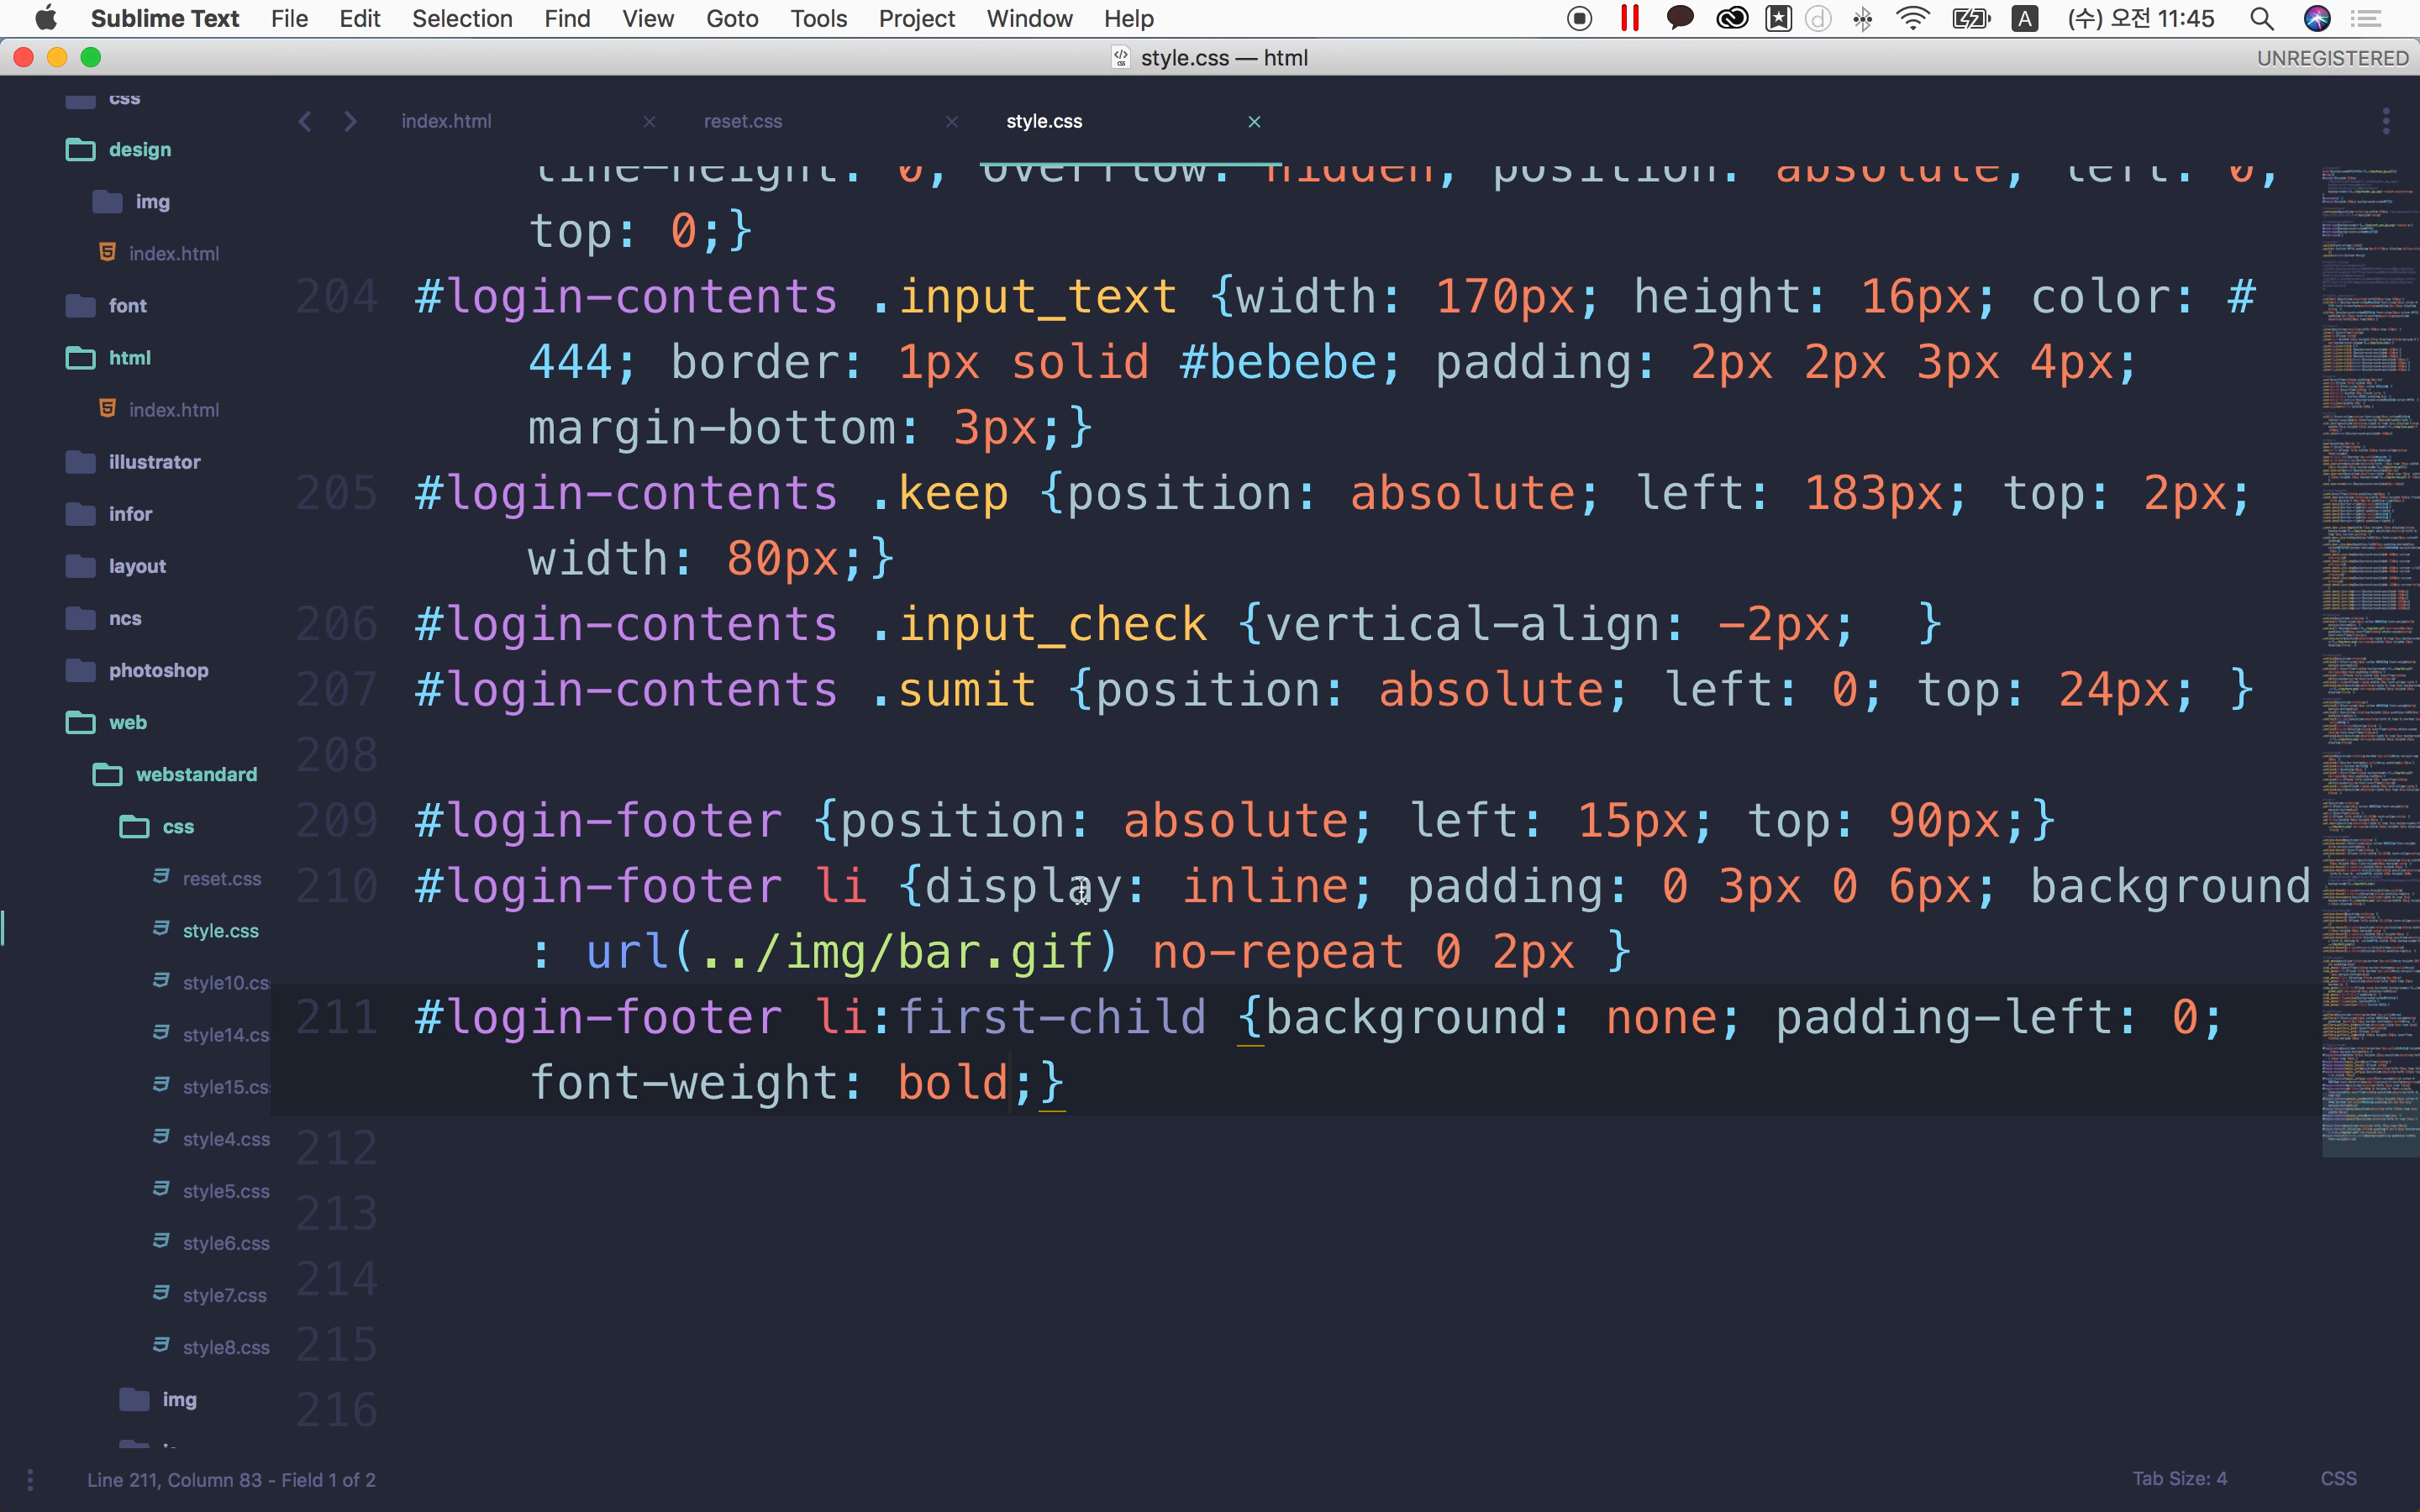 Sublime Text File Edit Selection Find View Goto Tools Project Window Help A (수) 오전 11:45
style.css — html UNREGISTERED
css
design
img
index.html
font
html
index.html
illustrator
infor
layout
ncs
photoshop
web
webstandard
css
reset.css
style.css
style10.cs
style14.cs
style15.cs
style4.css
style5.css
style6.css
style7.css
style8.css
img
index.html reset.css style.css
line-height: 0; overflow: hidden; position: absolute; left: 0;
top: 0;}
204 #login-contents .input_text {width: 170px; height: 16px; color: #
444; border: 1px solid #bebebe; padding: 2px 2px 3px 4px;
margin-bottom: 3px;}
205 #login-contents .keep {position: absolute; left: 183px; top: 2px;
width: 80px;}
206 #login-contents .input_check {vertical-align: -2px;  }
207 #login-contents .sumit {position: absolute; left: 0; top: 24px; }
208
209 #login-footer {position: absolute; left: 15px; top: 90px;}
210 #login-footer li {display: inline; padding: 0 3px 0 6px; background
: url(../img/bar.gif) no-repeat 0 2px }
211 #login-footer li:first-child {background: none; padding-left: 0;
font-weight: bold;}
212
213
214
215
216
Line 211, Column 83 - Field 1 of 2 Tab Size: 4 CSS